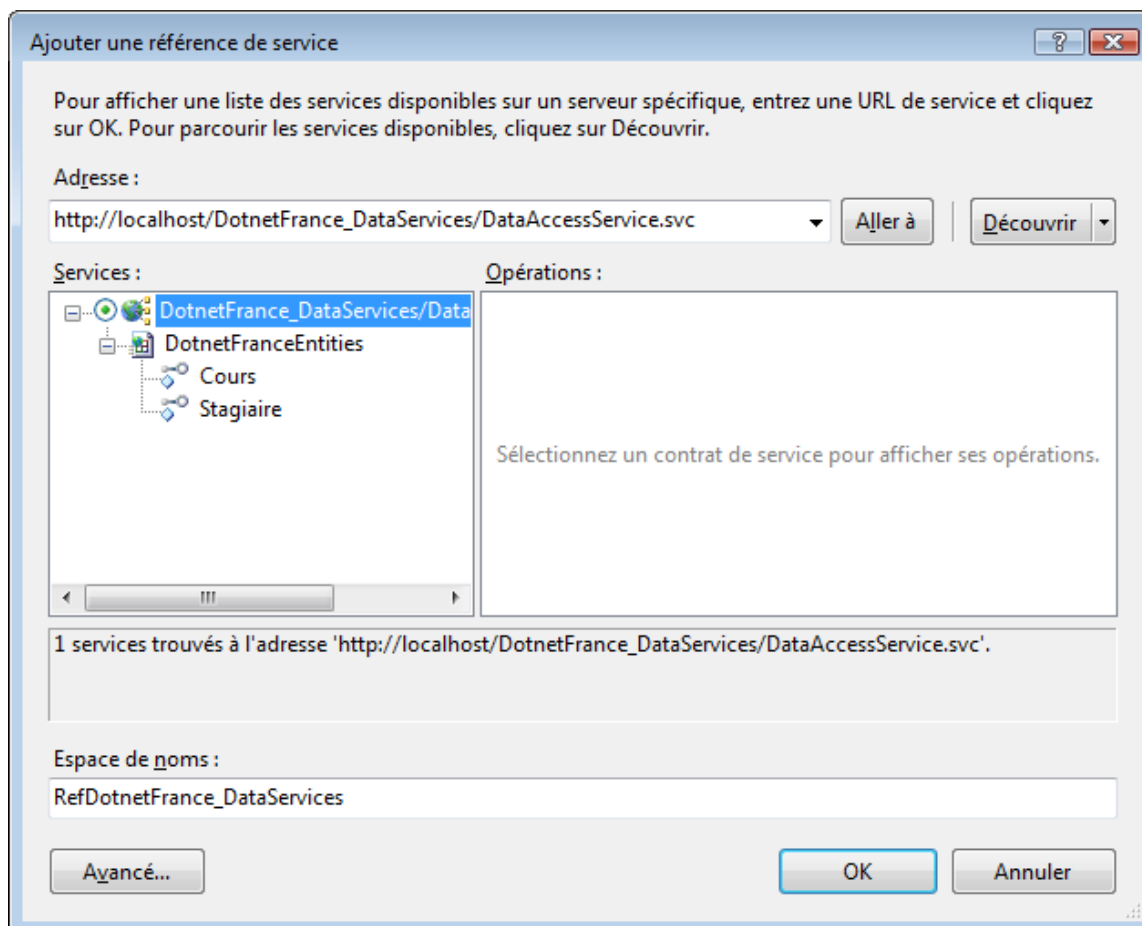 Ajouter une référence de service
Pour afficher une liste des services disponibles sur un serveur spécifique, entrez une URL de service et cliquez
sur OK. Pour parcourir les services disponibles, cliquez sur Découvrir.
Adresse :
http://localhost/DotnetFrance_DataServices/DataAccessService.svc
Aller à
Découvrir
Services :
Opérations :
DotnetFrance_DataServices/Data
DotnetFranceEntities
Cours
Stagiaire
Sélectionnez un contrat de service pour afficher ses opérations.
1 services trouvés à l'adresse 'http://localhost/DotnetFrance_DataServices/DataAccessService.svc'.
Espace de noms :
RefDotnetFrance_DataServices
Avancé...
OK
Annuler